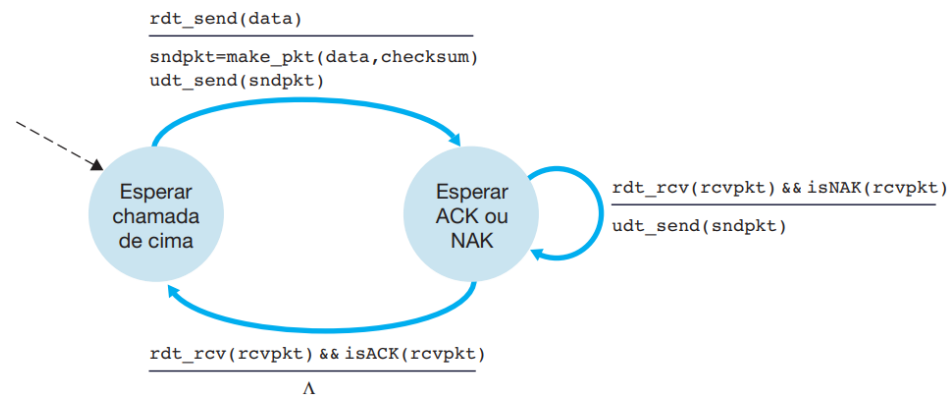 rdt_send(data)
sndpkt=make_pkt(data,checksum)
udt_send(sndpkt)
Esperar
chamada
de cima
Esperar
ACK ou
NAK
rdt_rcv(rcvpkt) && isNAK(rcvpkt)
udt_send(sndpkt)
rdt_rcv(rcvpkt) && isACK(rcvpkt)
Λ